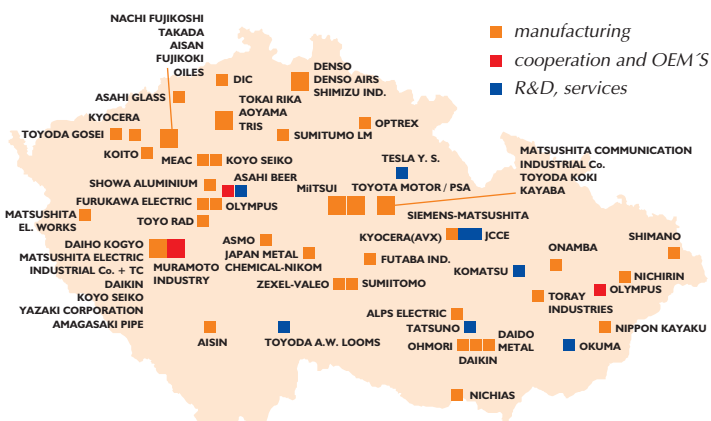 NACHI FUJIKOSHI
TAKADA
AISAN
FUJIKOKI
OILES
manufacturing
cooperation and OEM´S
R&D, services
DENSO
DENSO AIRS
SHIMIZU IND.
DIC
ASAHI GLASS
TOKAI RIKA
AOYAMA
TRIS
KYOCERA
TOYODA GOSEI
OPTREX
SUMITUMO LM
KOITO
MEAC
KOYO SEIKO
TESLA Y. S.
MATSUSHITA COMMUNICATION
INDUSTRIAL Co.
TOYODA KOKI
KAYABA
ASAHI BEER
SHOWA ALUMINIUM
MiITSUI
TOYOTA MOTOR / PSA
FURUKAWA ELECTRIC
OLYMPUS
MATSUSHITA
EL. WORKS
TOYO RAD
SIEMENS-MATSUSHITA
KYOCERA(AVX)
JCCE
DAIHO KOGYO
MATSUSHITA ELECTRIC
INDUSTRIAL Co. + TC
DAIKIN
KOYO SEIKO
YAZAKI CORPORATION
AMAGASAKI PIPE
MURAMOTO
INDUSTRY
ASMO
JAPAN METAL
CHEMICAL-NIKOM
FUTABA IND.
ZEXEL-VALEO
SUMIITOMO
ONAMBA
SHIMANO
KOMATSU
NICHIRIN
OLYMPUS
TORAY
INDUSTRIES
ALPS ELECTRIC
TATSUNO
NIPPON KAYAKU
AISIN
TOYODA A.W. LOOMS
OHMORI
DAIDO
METAL
DAIKIN
OKUMA
NICHIAS